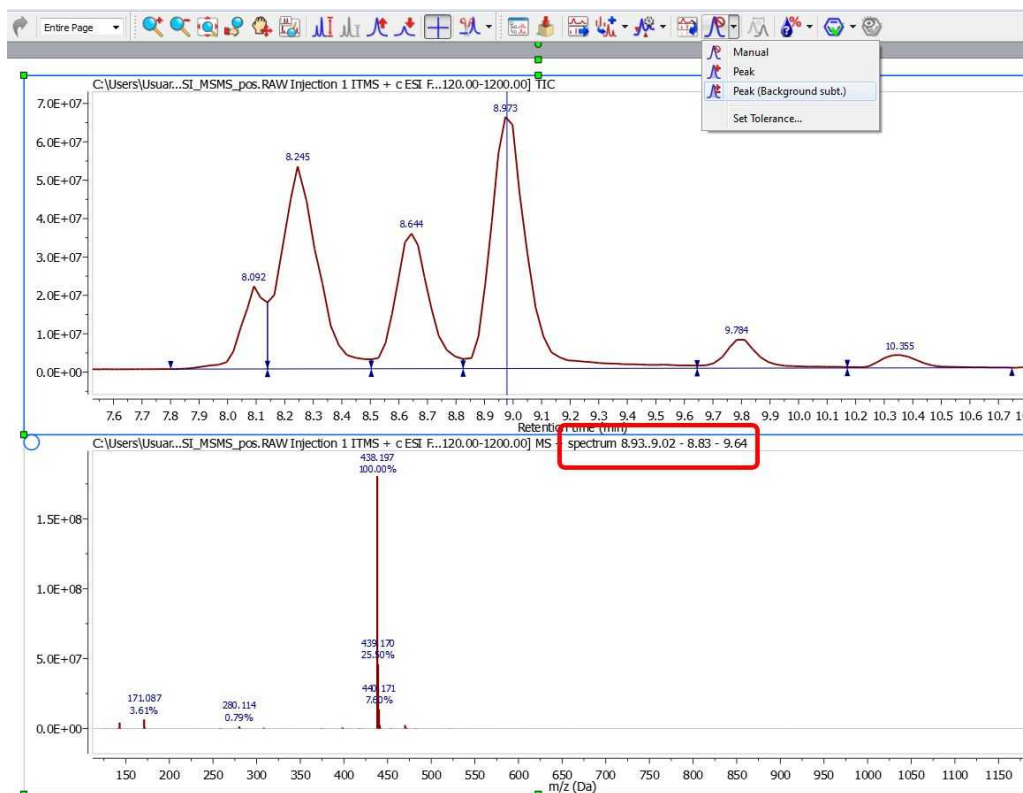 Entire Page
Manual
Peak
Peak (Background subt.)
Set Tolerance...
C:\Users\Usuar...SI_MSMS_pos.RAW Injection 1 ITMS + c ESI F...120.00-1200.00] TIC
7.0E+07
6.0E+07
5.0E+07
4.0E+07
3.0E+07
2.0E+07
1.0E+07
0.0E+00
8.092
8.245
8.644
8.973
9.784
10.355
7.6 7.7 7.8 7.9 8.0 8.1 8.2 8.3 8.4 8.5 8.6 8.7 8.8 8.9 9.0 9.1 9.2 9.3 9.4 9.5 9.6 9.7 9.8 9.9 10.0 10.1 10.2 10.3 10.4 10.5 10.6 10.7
Retention time (min)
C:\Users\Usuar...SI_MSMS_pos.RAW Injection 1 ITMS + c ESI F...120.00-1200.00] MS + spectrum 8.93..9.02 - 8.83 - 9.64
1.5E+08
1.0E+08
5.0E+07
0.0E+00
438.197
100.00%
439.170
25.50%
440.171
7.60%
171.087
3.61%
280.114
0.79%
150 200 250 300 350 400 450 500 550 600 650 700 750 800 850 900 950 1000 1050 1100 1150
m/z (Da)